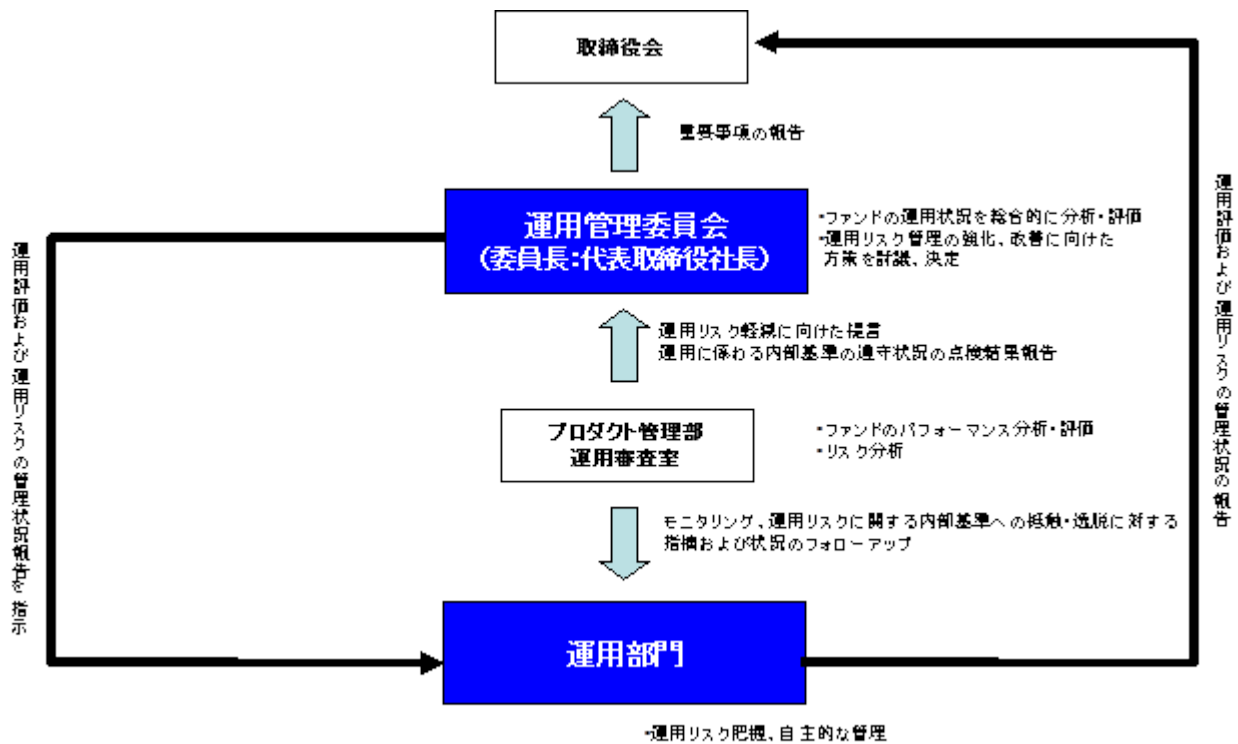 取締役会
重要事項の報告
運用管理委員会
(委員長:代表取締役社長)
・ファンドの運用状況を総合的に分析・評価
・運用リスク管理の強化、改善に向けた
方策を討議、決定
運用リスク軽減に向けた提言
運用に係わる内部基準の遵守状況の点検結果報告
プロダクト管理部
運用審査室
・ファンドのパフォーマンス分析・評価
・リスク分析
モニタリング、運用リスクに関する内部基準への抵触・逸脱に対する
指摘および状況のフォローアップ
運用部門
・運用リスク把握、自主的な管理
運用評価および運用リスクの管理状況報告を指示
運用評価および運用リスクの管理状況の報告